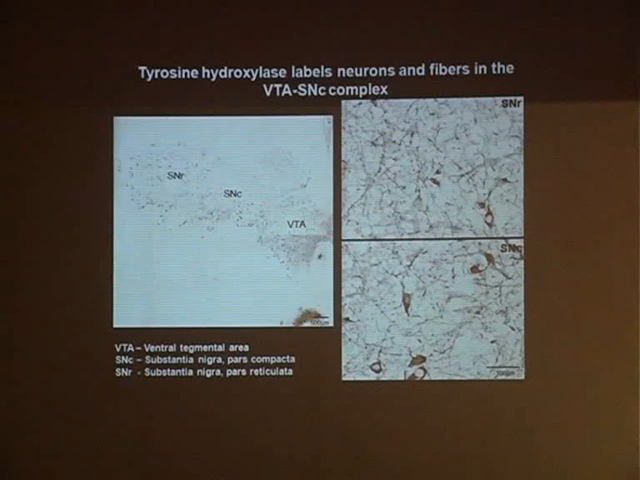 Tyrosine hydroxylase labels neurons and fibers in the
VTA-SNc complex
SNr
SNc
VTA
SNr
SNc
VTA – Ventral tegmental area
SNc – Substantia nigra, pars compacta
SNr - Substantia nigra, pars reticulata